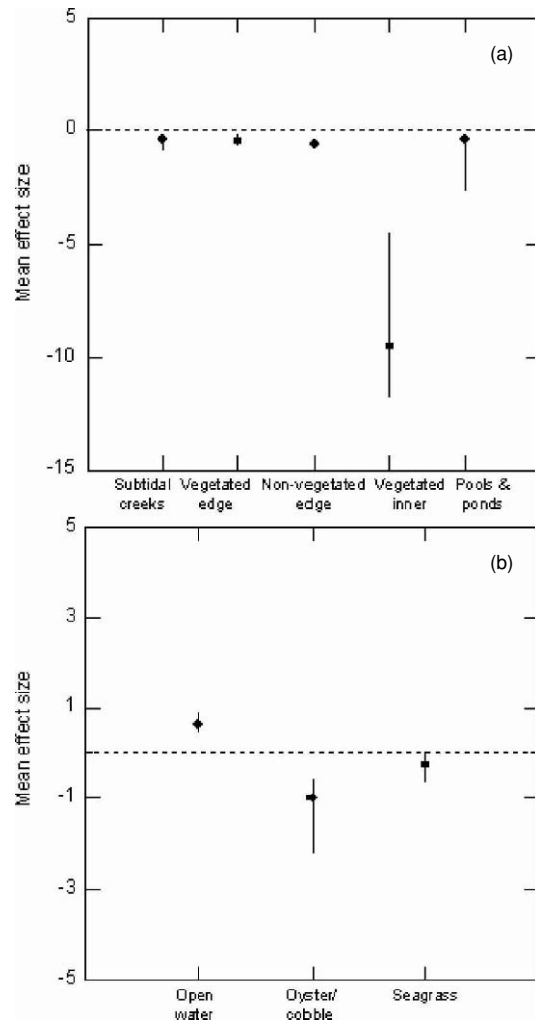 5
(a)
0
Mean effect size
-5
-10
-15
Subtidal Vegetated Non-vegetated Vegetated Pools &
creeks edge edge inner ponds
5
(b)
3
1
Mean effect size
-1
-3
-5
Open Oyster/ Seagrass
water cobble